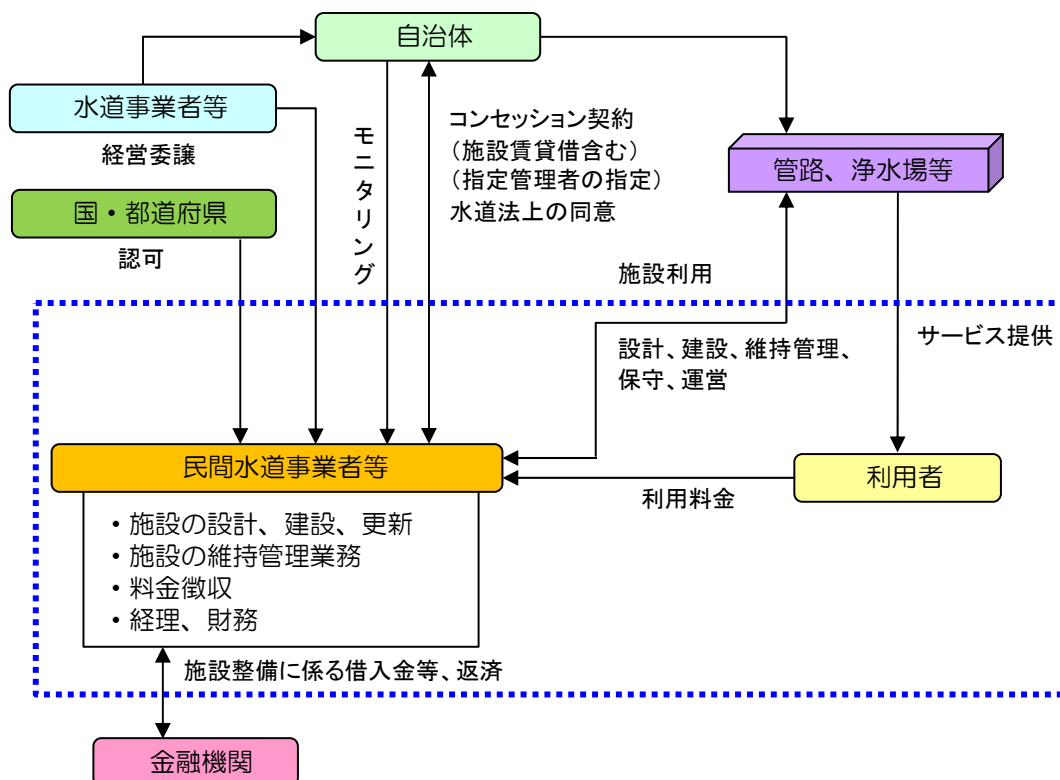 自治体
水道事業者等
経営委譲
国・都道府県
認可
モニタリング
コンセッション契約
（施設賃貸借含む）
（指定管理者の指定）
水道法上の同意
管路、浄水場等
施設利用
設計、建設、維持管理、
保守、運営
サービス提供
民間水道事業者等
利用料金
利用者
・施設の設計、建設、更新
・施設の維持管理業務
・料金徴収
・経理、財務
施設整備に係る借入金等、返済
金融機関